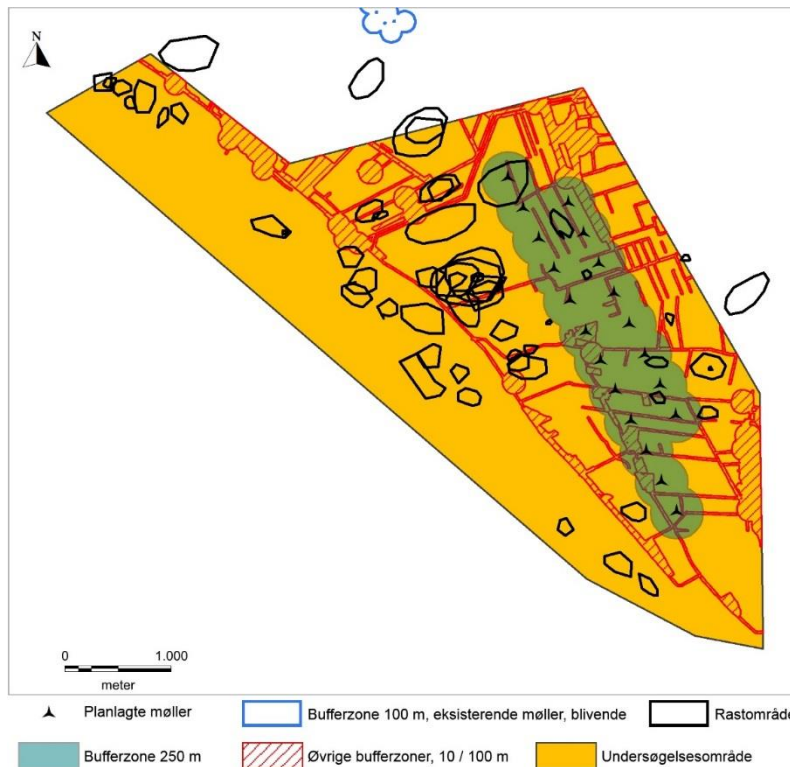 N
0 1.000
meter
Planlagte møller Bufferzone 100 m, eksisterende møller, blivende Rastområde
Bufferzone 250 m Øvrige bufferzoner, 10 / 100 m Undersøgelsesområde